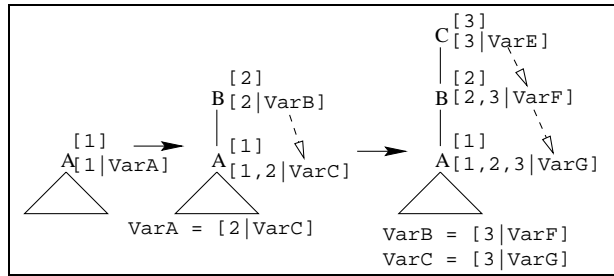 [1]
A [1|VarA]
[2]
B [2|VarB]
[1]
A [1,2|VarC]
VarA = [2|VarC]
[3]
C [3|VarE]
[2]
B [2,3|VarF]
[1]
A [1,2,3|VarG]
VarB = [3|VarF]
VarC = [3|VarG]